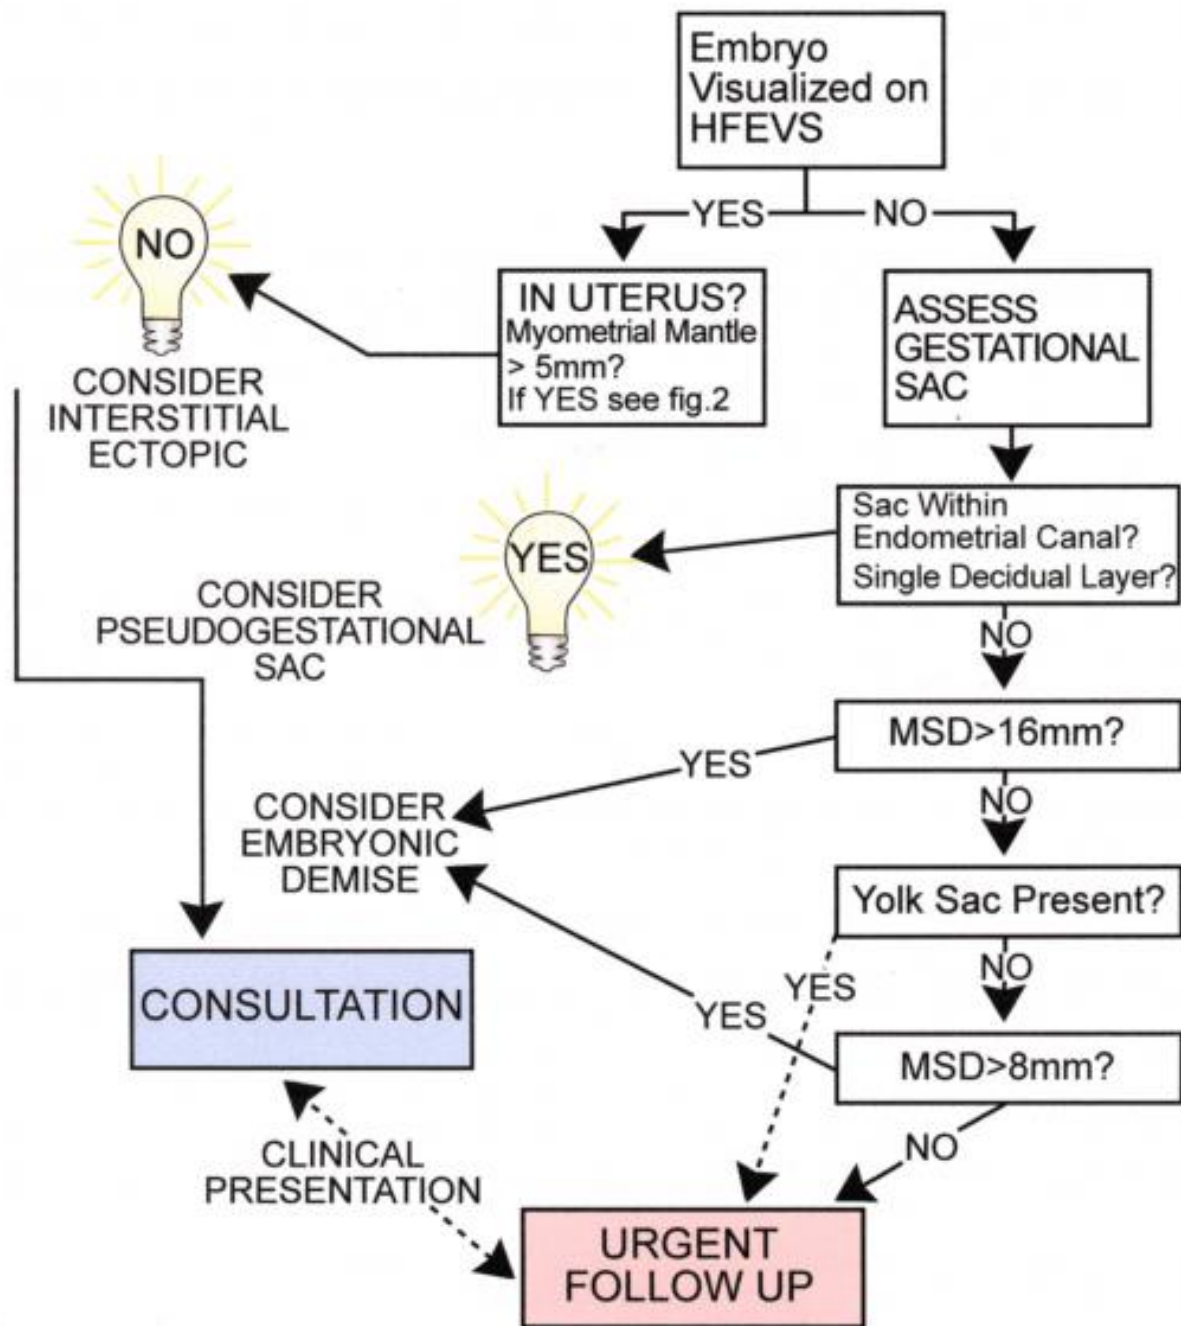 Embryo
Visualized on
HFEVS
YES
NO
NO
IN UTERUS?
Myometrial Mantle
> 5mm?
If YES see fig.2
ASSESS
GESTATIONAL
SAC
CONSIDER
INTERSTITIAL
ECTOPIC
Sac Within
Endometrial Canal?
Single Decidual Layer?
YES
CONSIDER
PSEUDOGESTATIONAL
SAC
NO
MSD>16mm?
YES
NO
CONSIDER
EMBRYONIC
DEMISE
Yolk Sac Present?
NO
YES
YES
CONSULTATION
MSD>8mm?
NO
CLINICAL
PRESENTATION
URGENT
FOLLOW UP